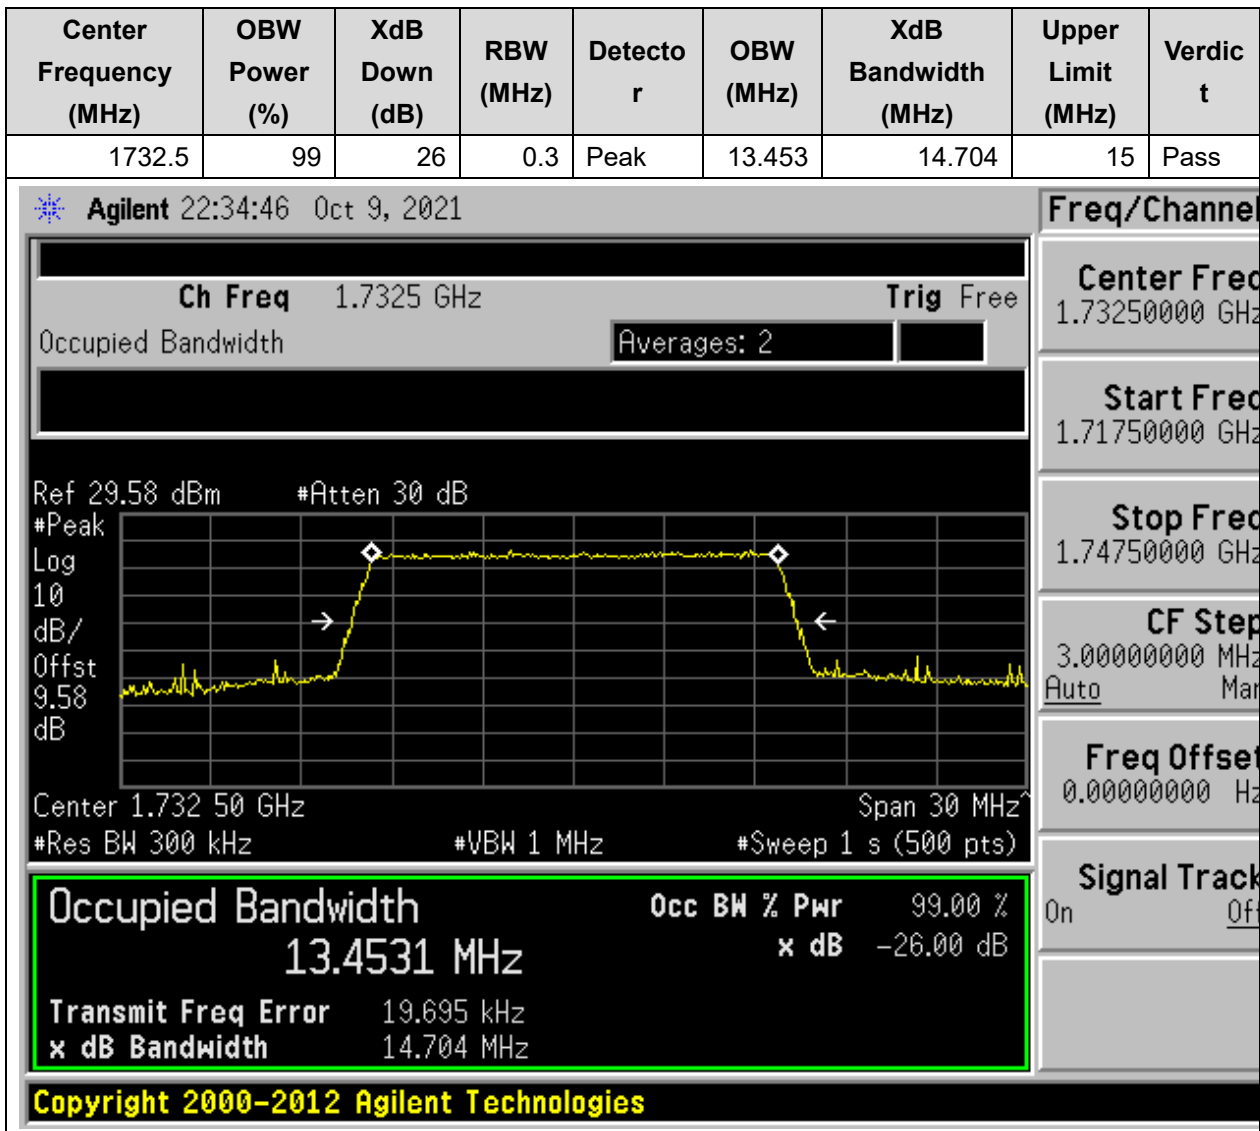 Center Frequency (MHz) | OBW Power (%) | XdB Down (dB) | RBW (MHz) | Detecto r | OBW (MHz) | XdB Bandwidth (MHz) | Upper Limit (MHz) | Verdic t
1732.5 | 99 | 26 | 0.3 | Peak | 13.453 | 14.704 | 15 | Pass
Agilent 22:34:46 Oct 9, 2021
Ch Freq 1.7325 GHz Trig Free
Occupied Bandwidth Averages: 2
Ref 29.58 dBm #Atten 30 dB
#Peak
Log
10
dB/
Offst
9.58
dB
Center 1.732 50 GHz Span 30 MHz^
#Res BW 300 kHz #VBW 1 MHz #Sweep 1 s (500 pts)
Occupied Bandwidth Occ BW % Pwr 99.00 %
13.4531 MHz x dB -26.00 dB
Transmit Freq Error 19.695 kHz
x dB Bandwidth 14.704 MHz
Copyright 2000-2012 Agilent Technologies
Freq/Channel
Center Freq
1.73250000 GHz
Start Freq
1.71750000 GHz
Stop Freq
1.74750000 GHz
CF Step
3.00000000 MHz
Auto Man
Freq Offset
0.00000000 Hz
Signal Track
On Off